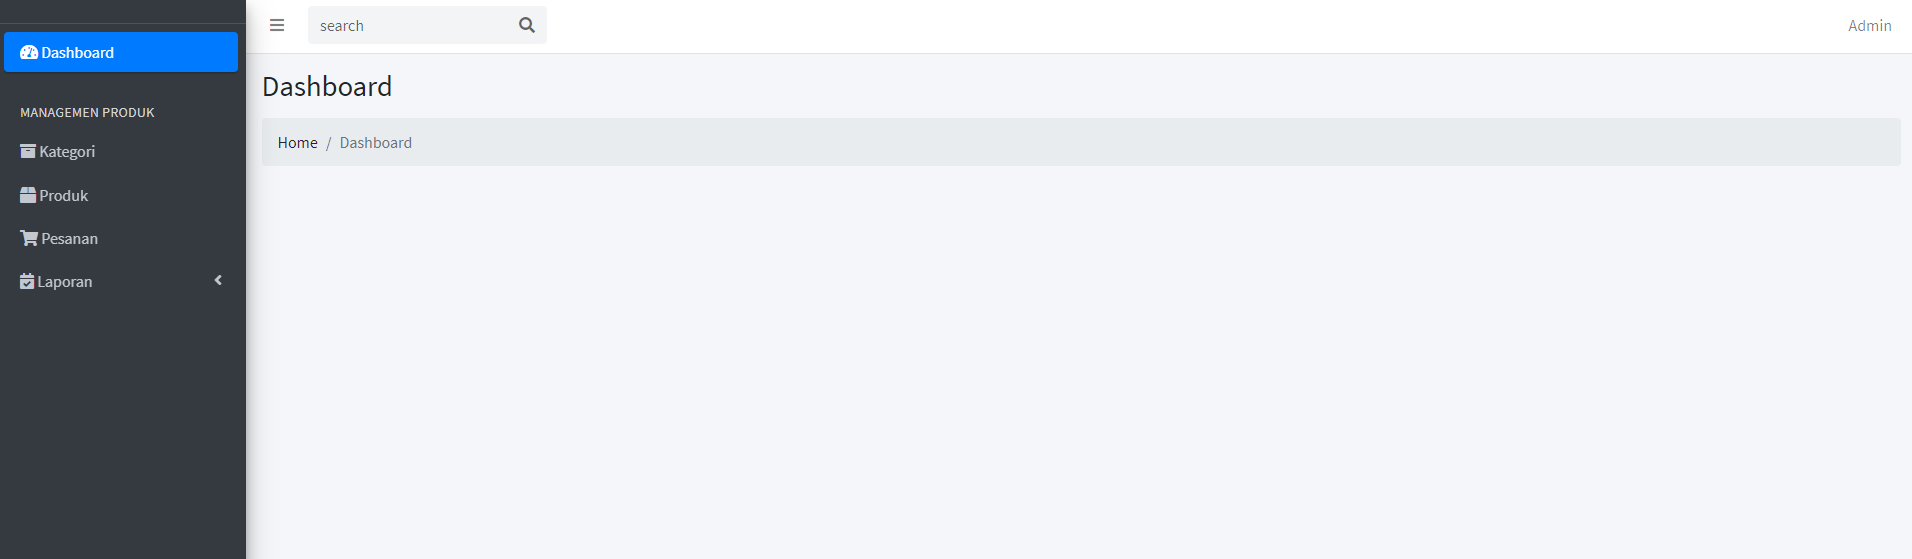 Dashboard
MANAGEMEN PRODUK
Kategori
Produk
Pesanan
Laporan
search
Admin
Dashboard
Home / Dashboard